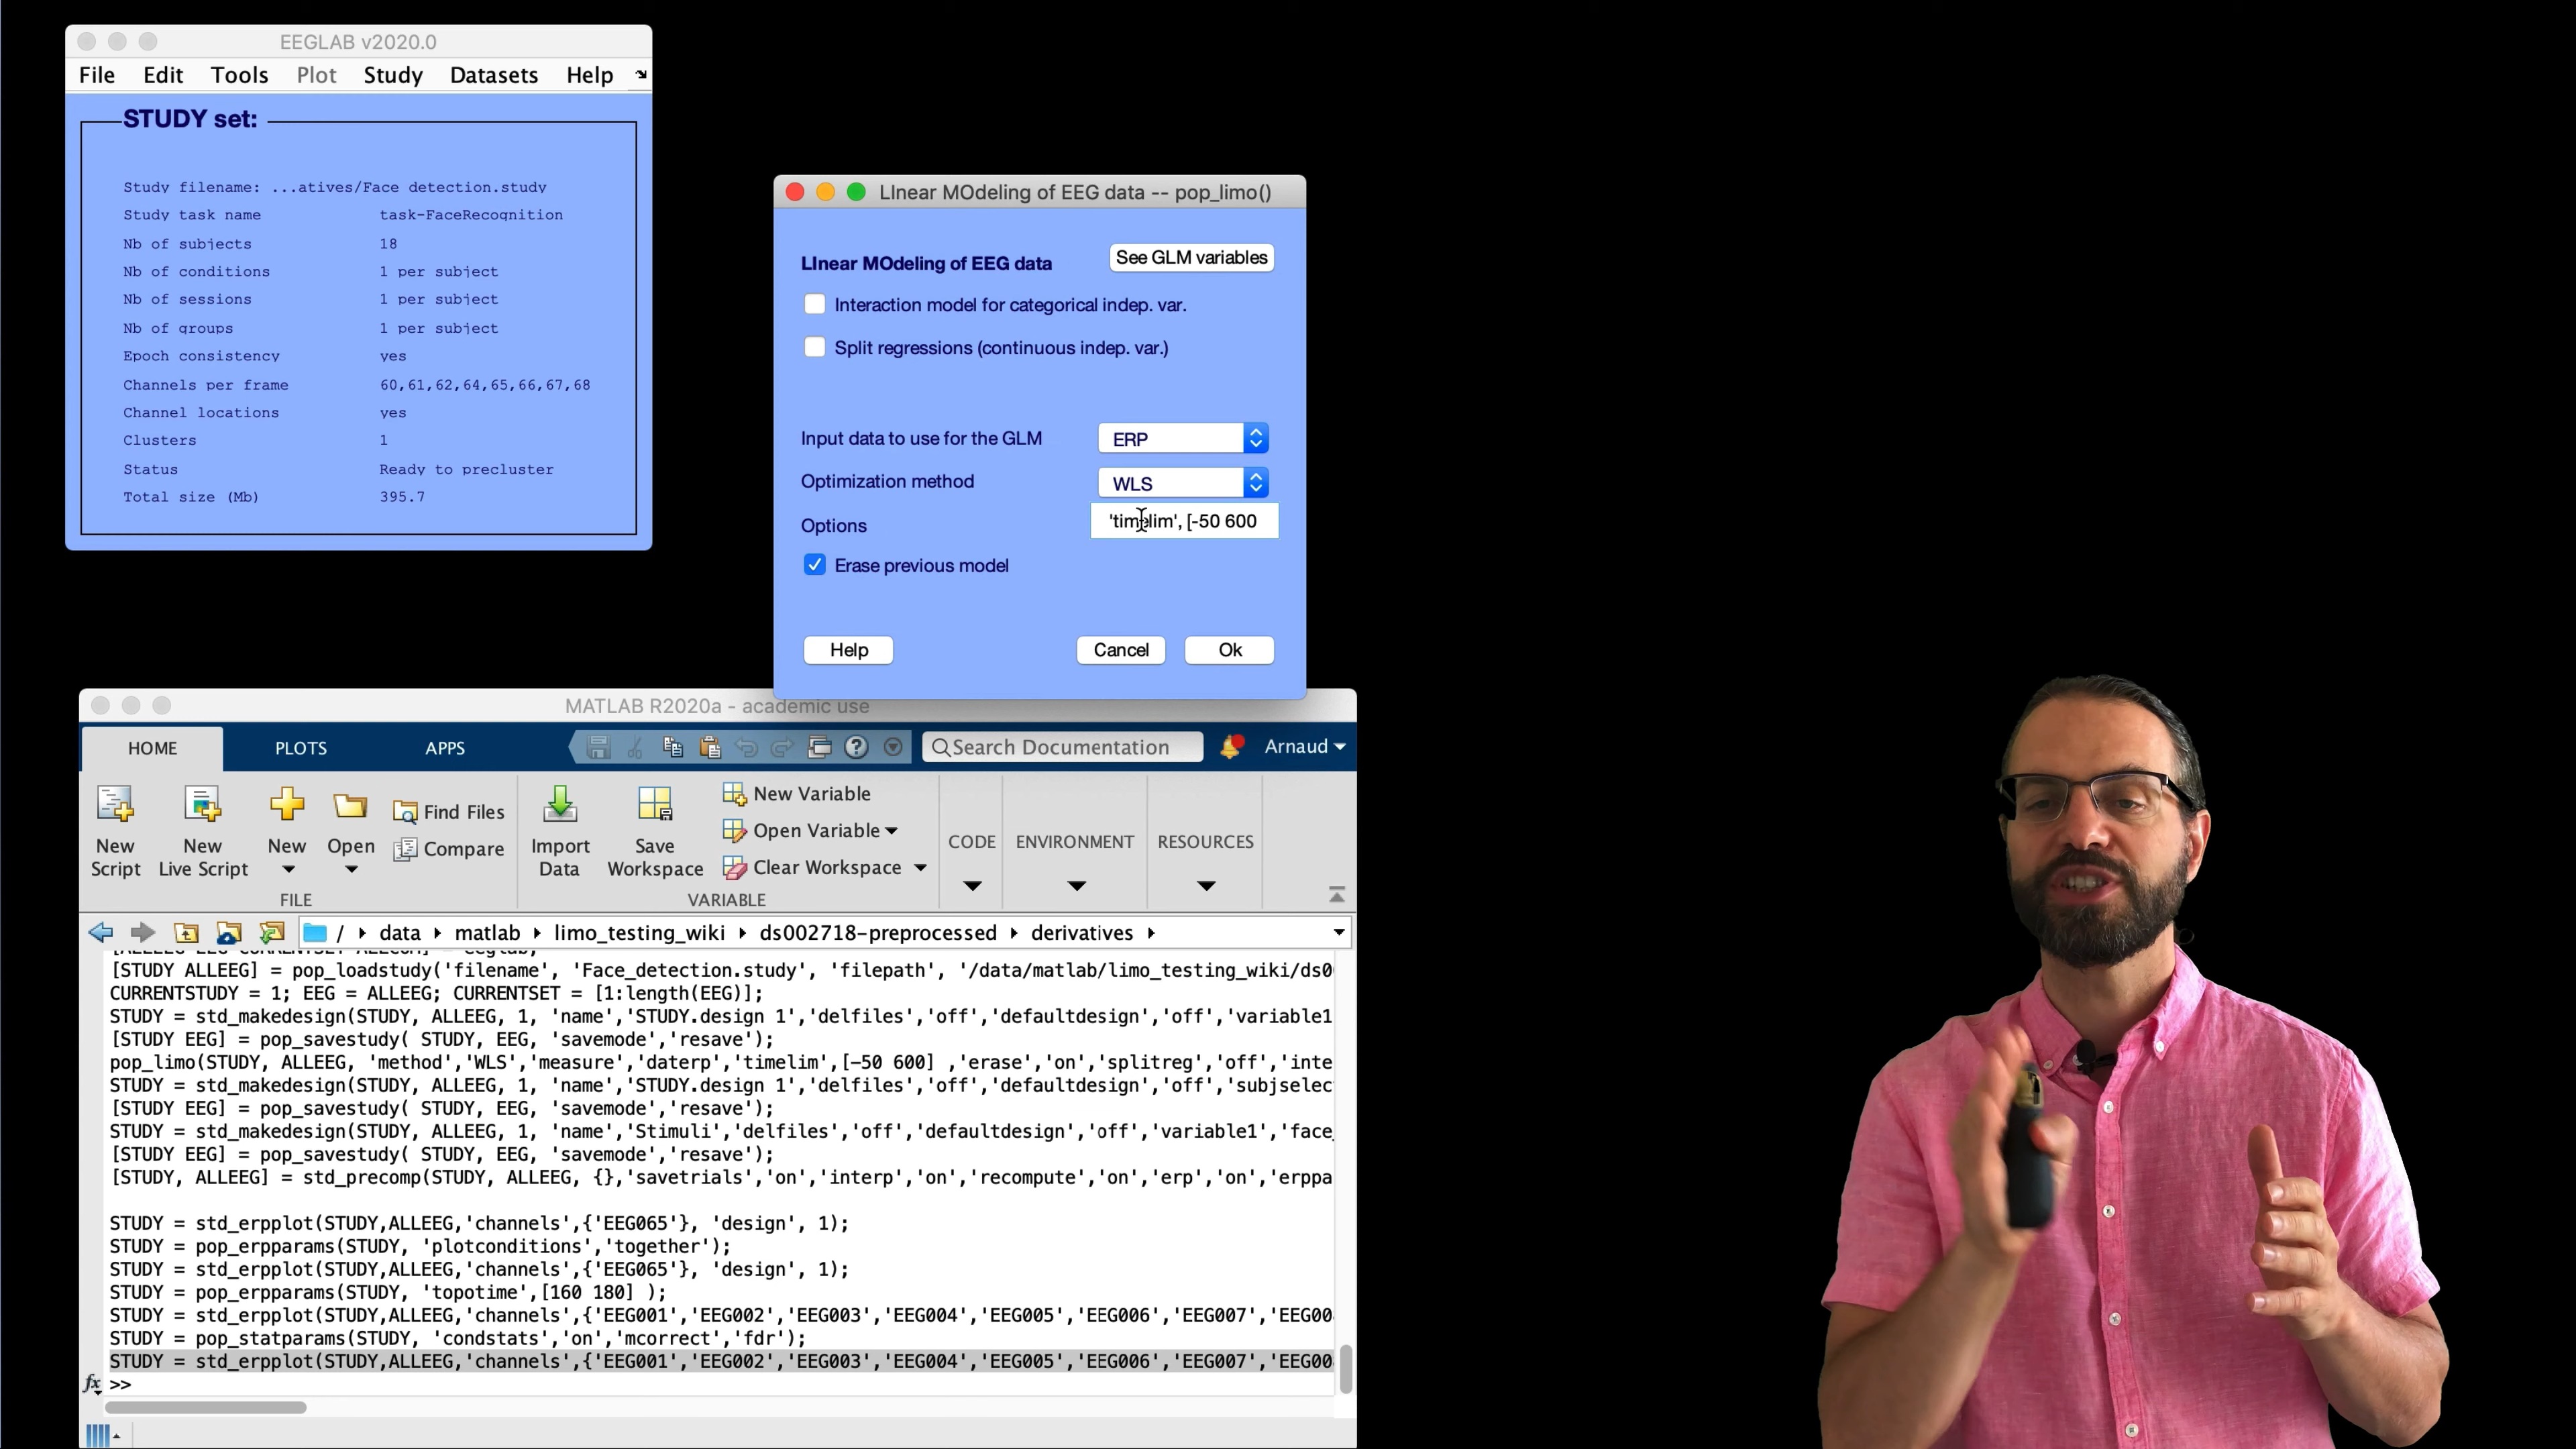 EEGLAB v2020.0
File Edit Tools Plot Study Datasets Help
STUDY set:
Study filename: ...atives/Face detection.study
Study task name task-FaceRecognition
Nb of subjects 18
Nb of conditions 1 per subject
Nb of sessions 1 per subject
Nb of groups 1 per subject
Epoch consistency yes
Channels per frame 60,61,62,64,65,66,67,68
Channel locations yes
Clusters 1
Status Ready to precluster
Total size (Mb) 395.7
LInear MOdeling of EEG data -- pop_limo()
LInear MOdeling of EEG data See GLM variables
Interaction model for categorical indep. var.
Split regressions (continuous indep. var.)
Input data to use for the GLM ERP
Optimization method WLS
Options 'timelim', [-50 600
Erase previous model
Help Cancel Ok
MATLAB R2020a - academic use
HOME PLOTS APPS Search Documentation Arnaud
New Script New Live Script New Open Find Files Compare Import Data Save Workspace New Variable Open Variable Clear Workspace CODE ENVIRONMENT RESOURCES
FILE VARIABLE
/ data matlab limo_testing_wiki ds002718-preprocessed derivatives
[STUDY ALLEEG] = pop_loadstudy('filename', 'Face_detection.study', 'filepath', '/data/matlab/limo_testing_wiki/ds0
CURRENTSTUDY = 1; EEG = ALLEEG; CURRENTSET = [1:length(EEG)];
STUDY = std_makedesign(STUDY, ALLEEG, 1, 'name','STUDY.design 1','delfiles','off','defaultdesign','off','variable1
[STUDY EEG] = pop_savestudy( STUDY, EEG, 'savemode','resave');
pop_limo(STUDY, ALLEEG, 'method','WLS','measure','daterp','timelim',[-50 600] ,'erase','on','splitreg','off','inte
STUDY = std_makedesign(STUDY, ALLEEG, 1, 'name','STUDY.design 1','delfiles','off','defaultdesign','off','subjselec
[STUDY EEG] = pop_savestudy( STUDY, EEG, 'savemode','resave');
STUDY = std_makedesign(STUDY, ALLEEG, 1, 'name','Stimuli','delfiles','off','defaultdesign','off','variable1','face_
[STUDY EEG] = pop_savestudy( STUDY, EEG, 'savemode','resave');
[STUDY, ALLEEG] = std_precomp(STUDY, ALLEEG, {},'savetrials','on','interp','on','recompute','on','erp','on','erppa
STUDY = std_erpplot(STUDY,ALLEEG,'channels',{'EEG065'}, 'design', 1);
STUDY = pop_erpparams(STUDY, 'plotconditions','together');
STUDY = std_erpplot(STUDY,ALLEEG,'channels',{'EEG065'}, 'design', 1);
STUDY = pop_erpparams(STUDY, 'topotime',[160 180] );
STUDY = std_erpplot(STUDY,ALLEEG,'channels',{'EEG001','EEG002','EEG003','EEG004','EEG005','EEG006','EEG007','EEG00
STUDY = pop_statparams(STUDY, 'condstats','on','mcorrect','fdr');
STUDY = std_erpplot(STUDY,ALLEEG,'channels',{'EEG001','EEG002','EEG003','EEG004','EEG005','EEG006','EEG007','EEG00
fx >>